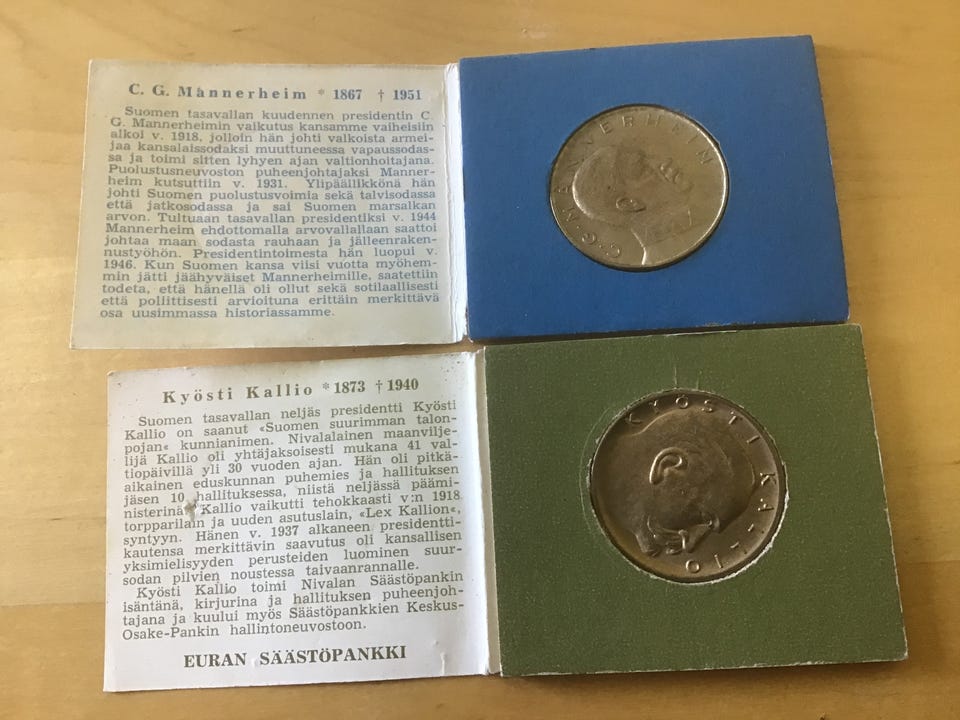 C. G. Mannerheim * 1867 † 1951
Suomen tasavallan kuudennen presidentin C.
G. Mannerheimin vaikutus kansamme vaiheisiin
alkoi v. 1918, jolloin hän johti valkoista armei-
jaa kansalaissodaksi muuttuneessa vapaussodas-
sa ja toimi sitten lyhyen ajan valtionhoitajana.
Puolustusneuvoston puheenjohtajaksi Manner-
heim kutsuttiin v. 1931. Ylipäällikkönä hän
johti Suomen puolustusvoimia sekä talvisodassa
että jatkosodassa ja sai Suomen marsalkan
arvon. Tultuaan tasavallan presidentiksi v. 1944
Mannerheim ehdottomalla arvovallallaan saattoi
johtaa maan sodasta rauhaan ja jälleenraken-
nustyöhön. Presidentintoimesta hän luopui v.
1946. Kun Suomen kansa viisi vuotta myöhem-
min jätti jäähyväiset Mannerheimille, saatettiin
todeta, että hänellä oli ollut sekä sotilaallisesti
että poliittisesti arvioituna erittäin merkittävä
osa uusimmassa historiassamme.
C·G·MANNERHEIM
Kyösti Kallio * 1873 † 1940
Suomen tasavallan neljäs presidentti Kyösti
Kallio on saanut «Suomen suurimman talon-
pojan« kunnianimen. Nivalalainen maanvilje-
lijä Kallio oli yhtäjaksoisesti mukana 41 val-
tiopäivillä yli 30 vuoden ajan. Hän oli pitkä-
aikainen eduskunnan puhemies ja hallituksen
jäsen 10 hallituksessa, niistä neljässä päämi-
nisterinä. Kallio vaikutti tehokkaasti v:n 1918
torpparilain ja uuden asutuslain, «Lex Kallion«,
syntyyn. Hänen v. 1937 alkaneen presidentti-
kautensa merkittävin saavutus oli kansallisen
yksimielisyyden perusteiden luominen suur-
sodan pilvien noustessa taivaanrannalle.
Kyösti Kallio toimi Nivalan Säästöpankin
isäntänä, kirjurina ja hallituksen puheenjoh-
tajana ja kuului myös Säästöpankkien Keskus-
Osake-Pankin hallintoneuvostoon.
EURAN SÄÄSTÖPANKKI
KYÖSTI KALLIO